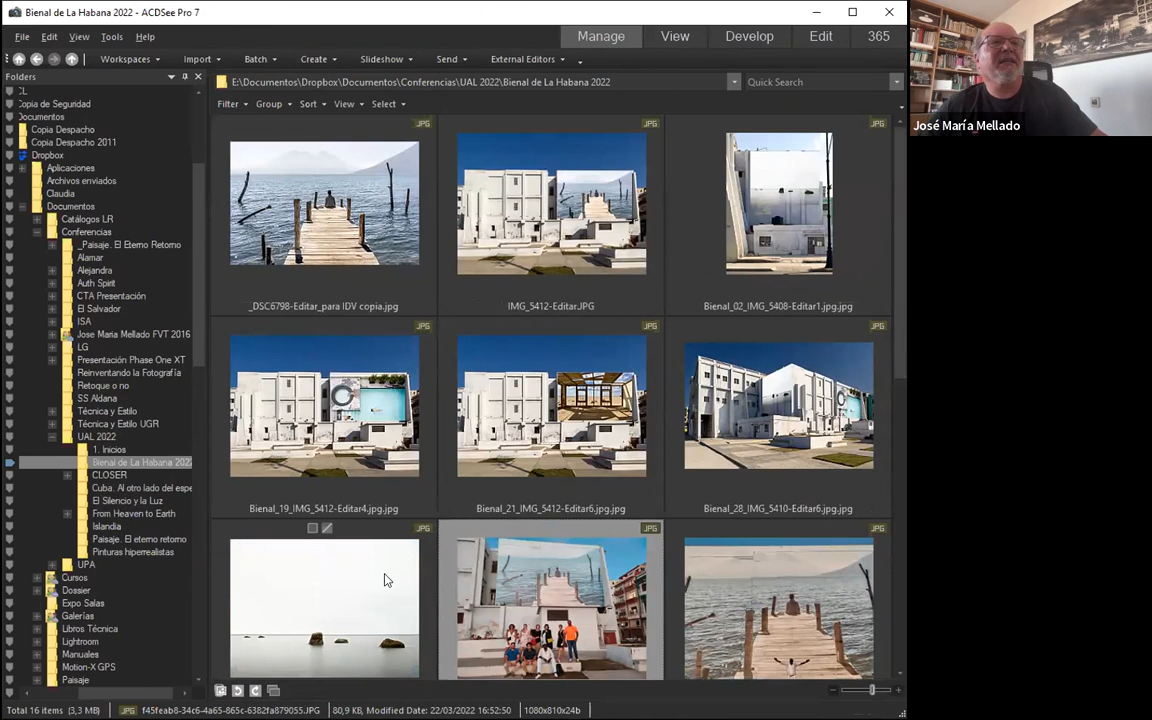 Bienal de La Habana 2022 - ACDSee Pro 7
File Edit View Tools Help
Manage View Develop Edit 365
Workspaces Import Batch Create Slideshow Send External Editors
Folders
E:\Documentos\Dropbox\Documentos\Conferencias\UAL 2022\Bienal de La Habana 2022
Quick Search
Filter Group Sort View Select
José María Mellado
CL
Copia de Seguridad
Documentos
Copia Despacho
Copia Despacho 2011
Dropbox
Aplicaciones
Archivos enviados
Claudia
Documentos
Catálogos LR
Conferencias
_Paisaje. El Eterno Retorno
Alamar
Alejandra
Auth Spirit
CTA Presentación
El Salvador
ISA
Jose Maria Mellado FVT 2016
LG
Presentación Phase One XT
Reinventando la Fotografía
Retoque o no
SS Aldana
Técnica y Estilo
Técnica y Estilo UGR
UAL 2022
1. Inicios
Bienal de La Habana 2022
CLOSER
Cuba. Al otro lado del espe
El Silencio y la Luz
From Heaven to Earth
Islandia
Paisaje. El eterno retorno
Pinturas hiperrealistas
UPA
Cursos
Dossier
Expo Salas
Galerías
Libros Técnica
Lightroom
Manuales
Motion-X GPS
Paisaje
JPG JPG JPG
_DSC6798-Editar_para IDV copia.jpg IMG_5412-Editar.JPG Bienal_02_IMG_5408-Editar1.jpg.jpg
JPG JPG JPG
Bienal_19_IMG_5412-Editar4.jpg.jpg Bienal_21_IMG_5412-Editar6.jpg.jpg Bienal_28_IMG_5410-Editar6.jpg.jpg
JPG JPG JPG
Total 16 items (3,3 MB) JPG f45feab8-34c6-4a65-865c-6382fa879055.JPG 80,9 KB, Modified Date: 22/03/2022 16:52:50 1080x810x24b